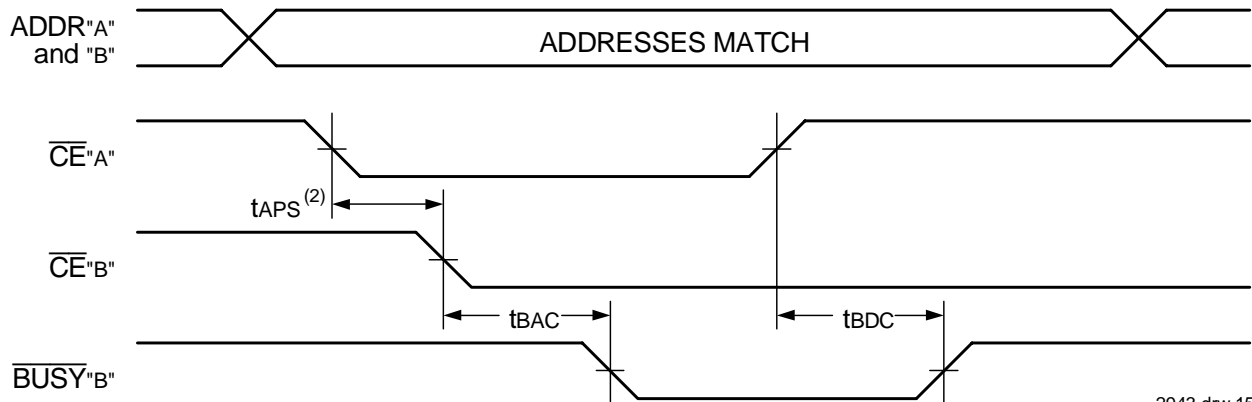 ADDR"A"
and "B"
ADDRESSES MATCH
CE"A"
tAPS(2)
CE"B"
tBAC
tBDC
BUSY"B"